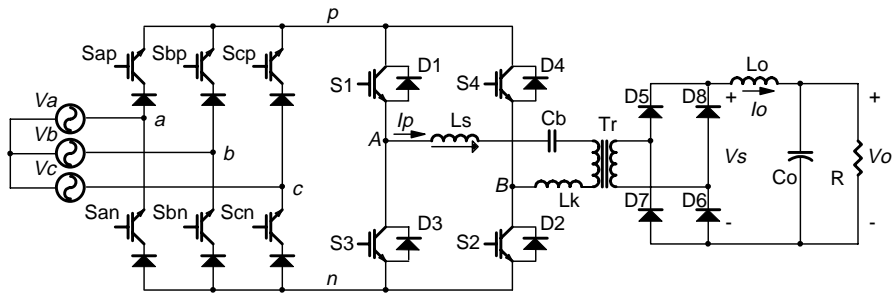 p
Sap Sbp Scp
D1 D4
S1 S4
Lo
Va a
Ls Cb Tr
D5 D8 + Io +
A Ip
Vb b
Vs Vo
Vc c
B Lk
Co R
San Sbn Scn
D7 D6
S3 D3 S2 D2
- -
n